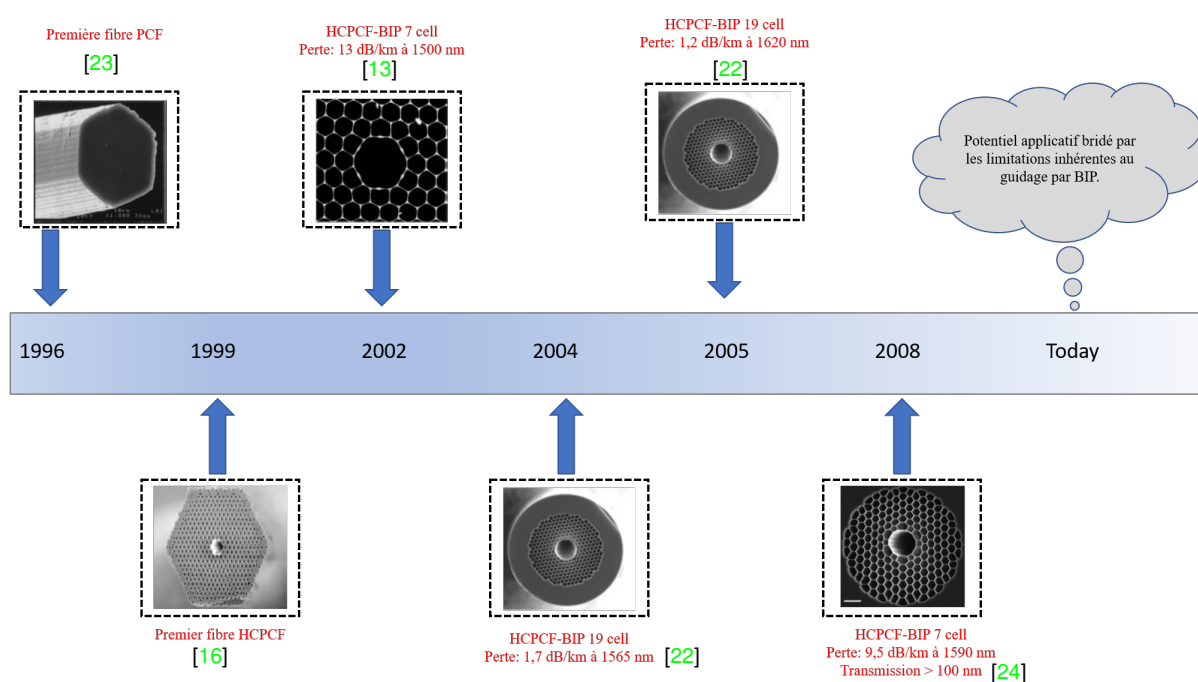 Première fibre PCF
[23]
HCPCF-BIP 7 cell
Perte: 13 dB/km à 1500 nm
[13]
HCPCF-BIP 19 cell
Perte: 1,2 dB/km à 1620 nm
[22]
Potentiel applicatif bridé par
les limitations inhérentes au
guidage par BIP.
1996
1999
2002
2004
2005
2008
Today
Premier fibre HCPCF
[16]
HCPCF-BIP 19 cell
Perte: 1,7 dB/km à 1565 nm [22]
HCPCF-BIP 7 cell
Perte: 9,5 dB/km à 1590 nm
Transmission > 100 nm [24]